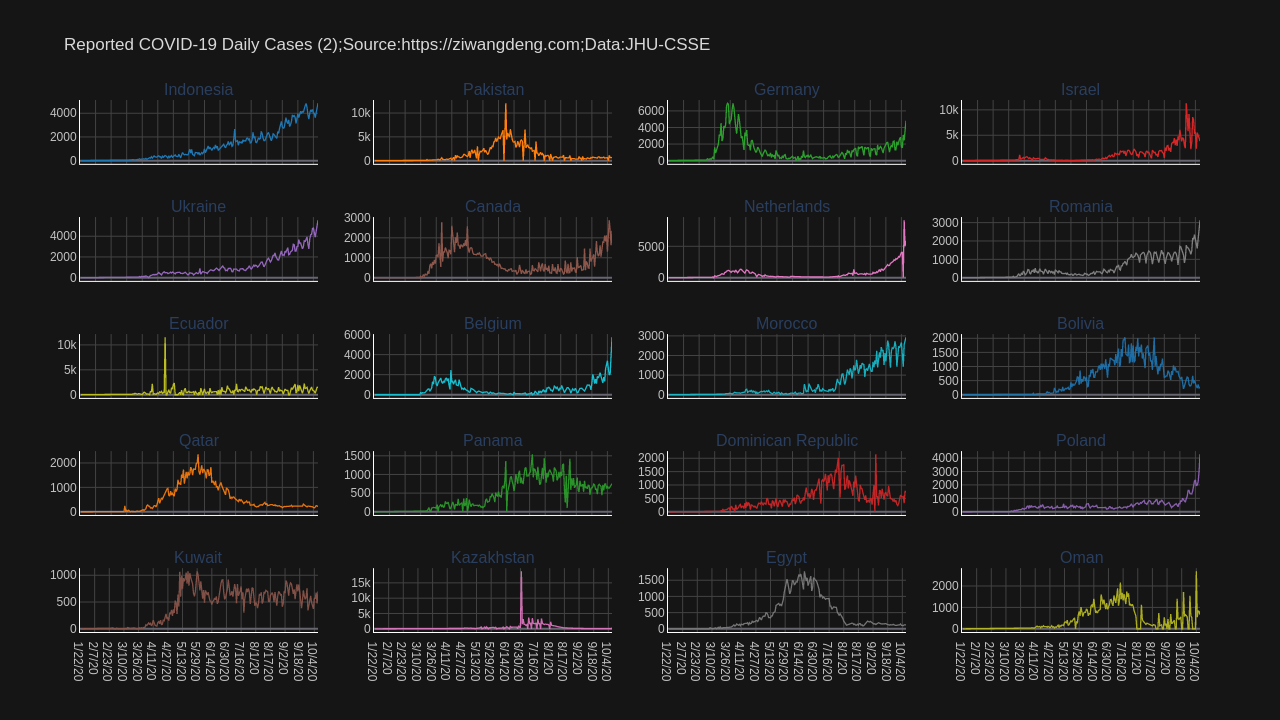 Reported COVID-19 Daily Cases (2);Source:https://ziwangdeng.com;Data:JHU-CSSE
Indonesia
4000
2000
0
Pakistan
10k
5k
0
Germany
6000
4000
2000
0
Israel
10k
5k
0
Ukraine
4000
2000
0
Canada
3000
2000
1000
0
Netherlands
5000
0
Romania
3000
2000
1000
0
Ecuador
10k
5k
0
Belgium
6000
4000
2000
0
Morocco
3000
2000
1000
0
Bolivia
2000
1500
1000
500
0
Qatar
2000
1000
0
Panama
1500
1000
500
0
Dominican Republic
2000
1500
1000
500
0
Poland
4000
3000
2000
1000
0
Kuwait
1000
500
0
Kazakhstan
15k
10k
5k
0
Egypt
1500
1000
500
0
Oman
2000
1000
0
1/22/20 2/7/20 2/23/20 3/10/20 3/26/20 4/11/20 4/27/20 5/13/20 5/29/20 6/14/20 6/30/20 7/16/20 8/1/20 9/2/20 9/18/20 10/4/20
1/22/20 2/7/20 2/23/20 3/10/20 3/26/20 4/11/20 4/27/20 5/13/20 5/29/20 6/14/20 6/30/20 7/16/20 8/1/20 9/2/20 9/18/20 10/4/20
1/22/20 2/7/20 2/23/20 3/10/20 3/26/20 4/11/20 4/27/20 5/13/20 5/29/20 6/14/20 6/30/20 7/16/20 8/1/20 9/2/20 9/18/20 10/4/20
1/22/20 2/7/20 2/23/20 3/10/20 3/26/20 4/11/20 4/27/20 5/13/20 5/29/20 6/14/20 6/30/20 7/16/20 8/1/20 9/2/20 9/18/20 10/4/20